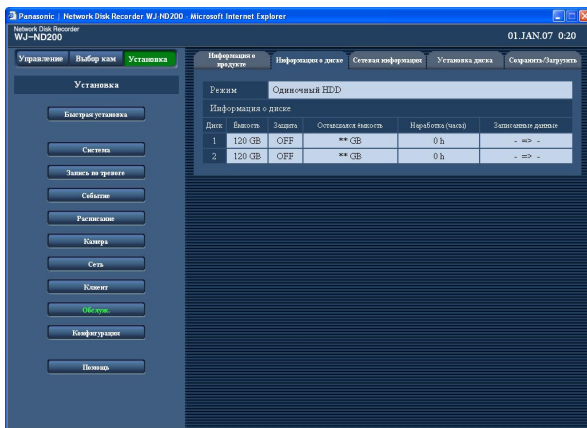 Panasonic | Network Disk Recorder WJ-ND200 - Microsoft Internet Explorer
Network Disk Recorder
WJ-ND200
01.JAN.07 0:20
Управление Выбор кам Установка
Информация о продукте Информация о диске Сетевая информация Установка диска Сохранить/Загрузить
Установка
Быстрая установка
Система
Запись по тревоге
Событие
Расписание
Камера
Сеть
Клиент
Обслуж.
Конфигурация
Помощь
Режим Одиночный HDD
Информация о диске
Диск Ёмкость Защита Оставшаяся ёмкость Наработка (часы) Записанные данные
1 120 GB OFF ** GB 0 h - => -
2 120 GB OFF ** GB 0 h - => -